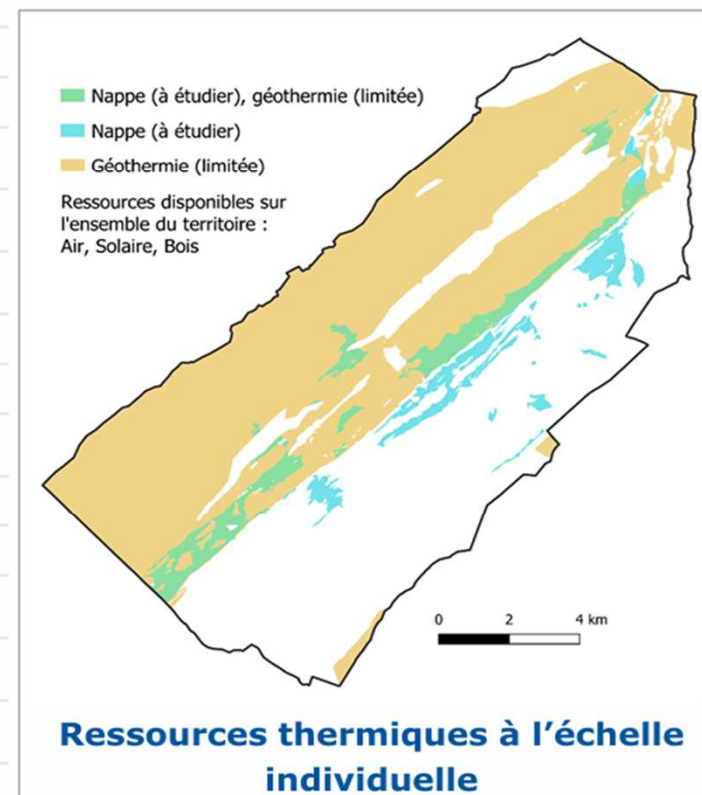 Nappe (à étudier), géothermie (limitée)
Nappe (à étudier)
Géothermie (limitée)
Ressources disponibles sur
l'ensemble du territoire :
Air, Solaire, Bois
0 2 4 km
Ressources thermiques à l'échelle
individuelle